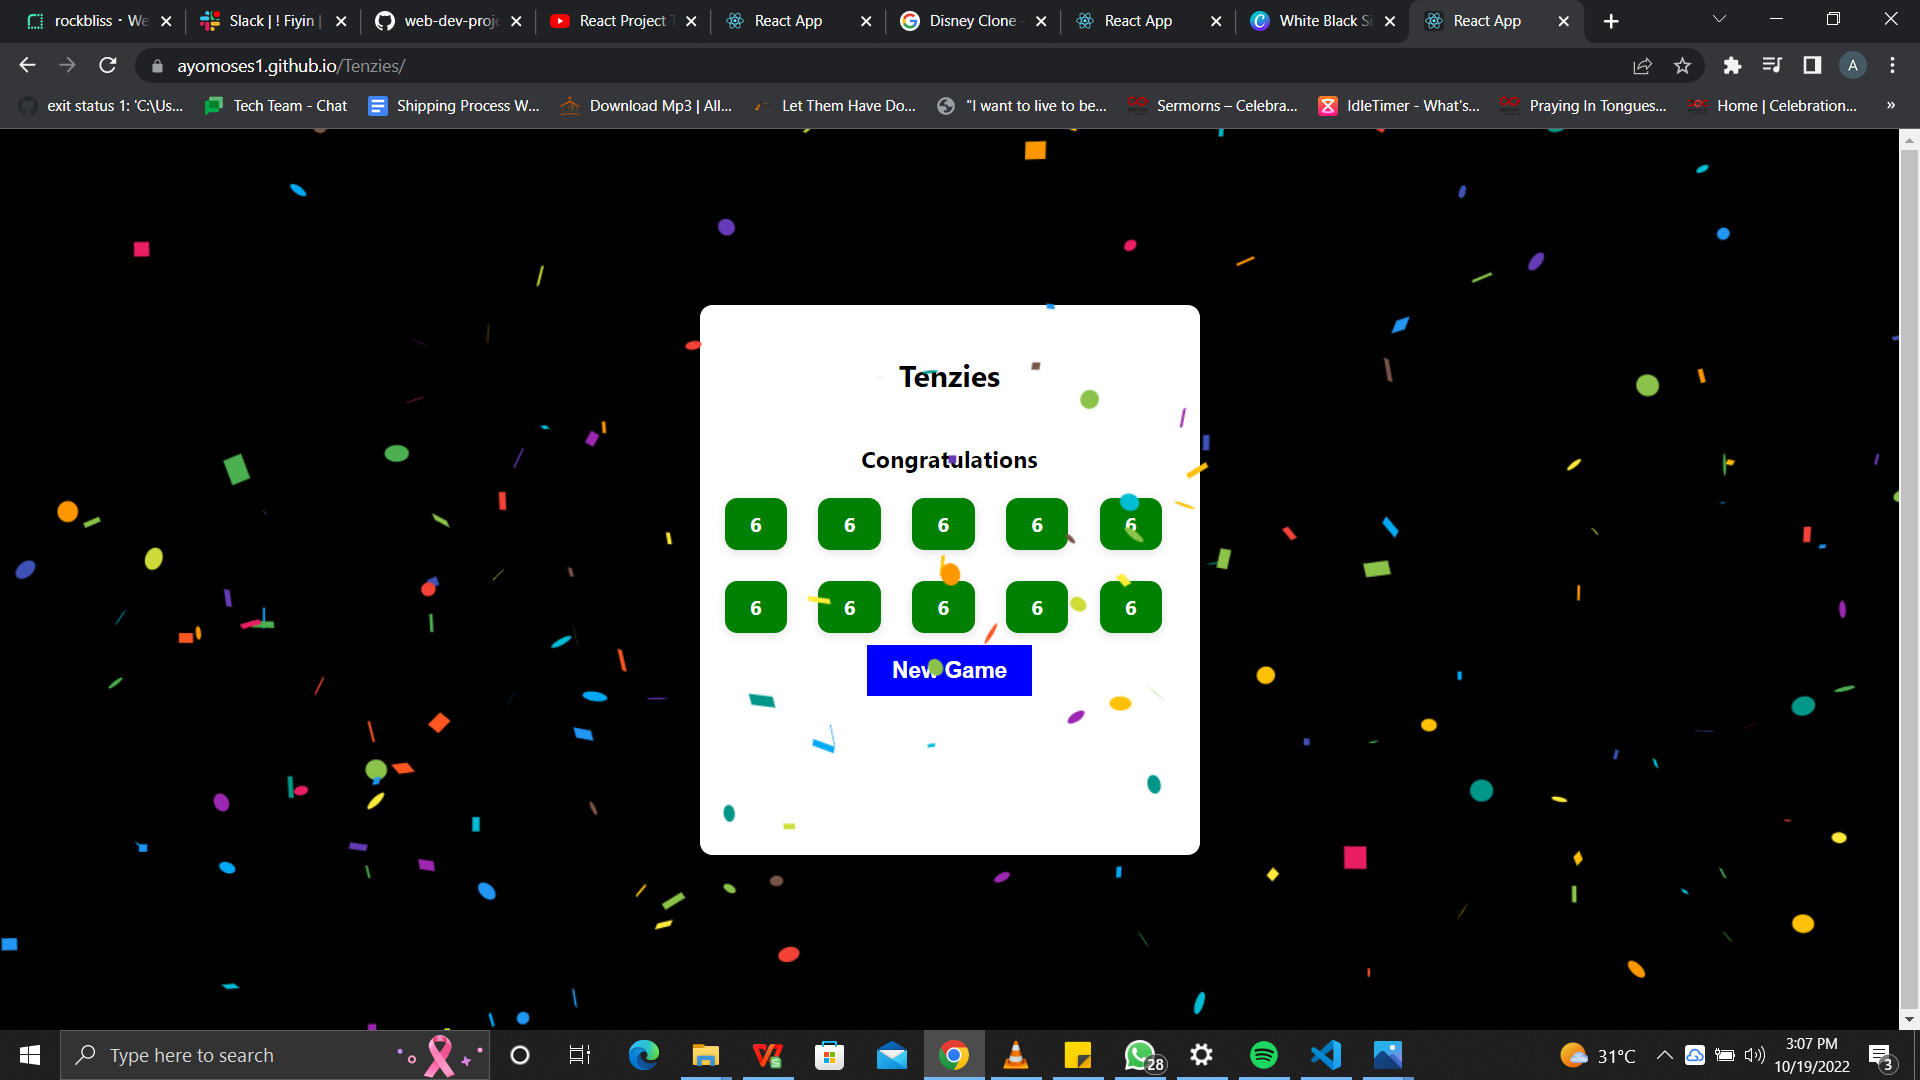 rockbliss · We
Slack | ! Fiyin |
web-dev-proje
React Project T
React App
Disney Clone -
React App
White Black Si
React App
ayomoses1.github.io/Tenzies/
A
exit status 1: 'C:\Us...
Tech Team - Chat
Shipping Process W...
Download Mp3 | All...
Let Them Have Do...
"I want to live to be...
Sermorns – Celebra...
IdleTimer - What's...
Praying In Tongues...
Home | Celebration...
»
Tenzies
Congratulations
6 6 6 6 6
6 6 6 6 6
New Game
Type here to search
28
31°C
3:07 PM
10/19/2022
3